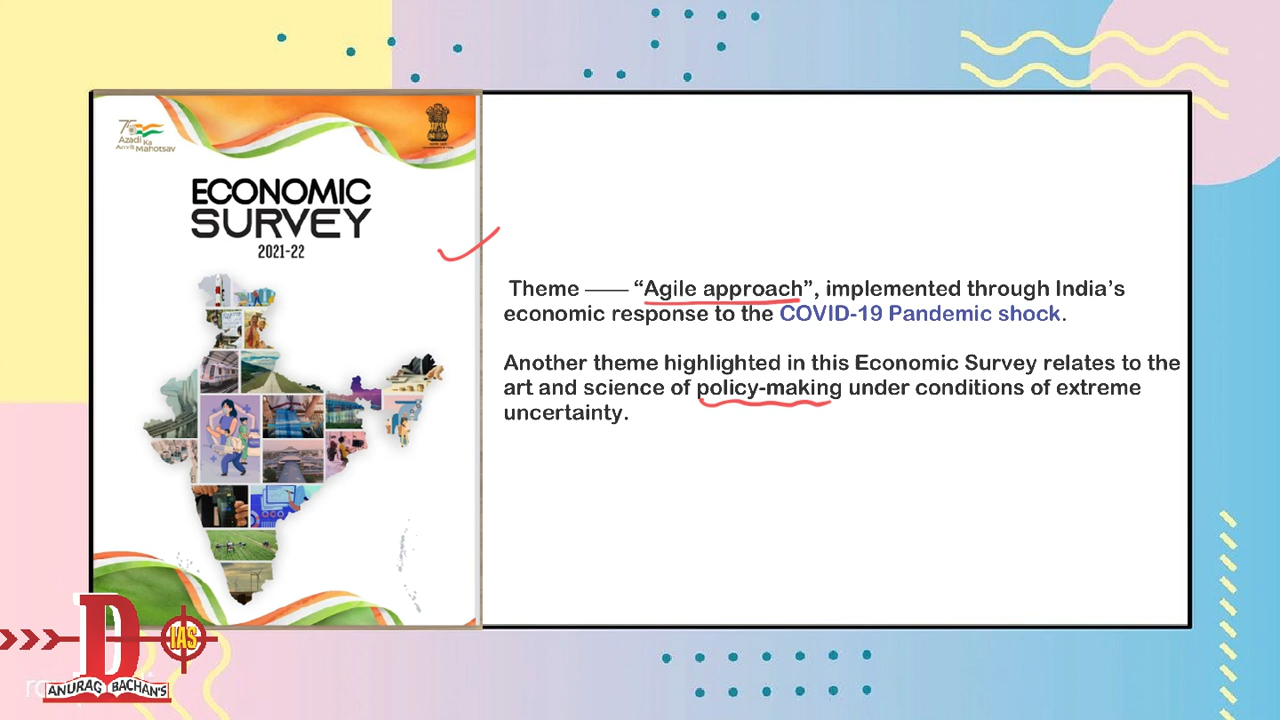 75
Azadi Ka
Amrit Mahotsav
ECONOMIC
SURVEY
2021-22
Theme —— “Agile approach”, implemented through India’s
economic response to the COVID-19 Pandemic shock.
Another theme highlighted in this Economic Survey relates to the
art and science of policy-making under conditions of extreme
uncertainty.
D
IAS
ANURAG BACHAN'S